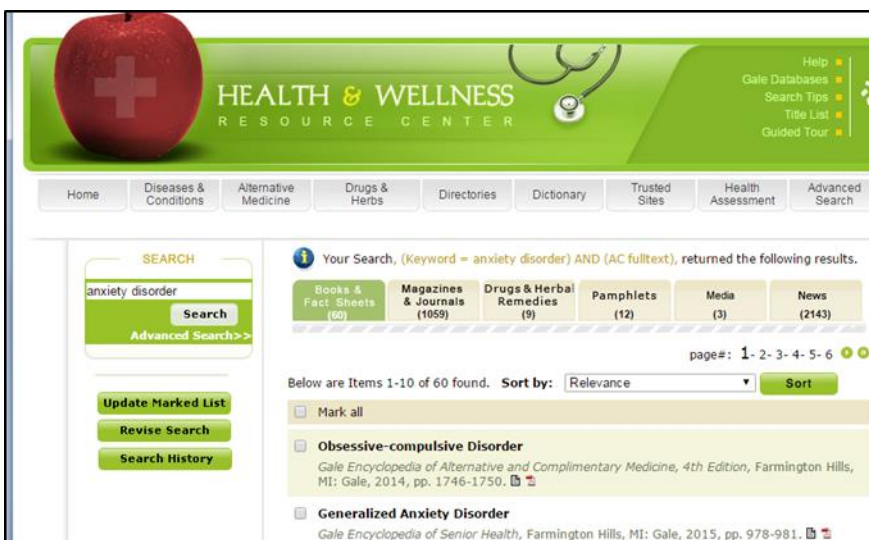 HEALTH & WELLNESS
RESOURCE CENTER
Help
Gale Databases
Search Tips
Title List
Guided Tour
Home
Diseases &
Conditions
Alternative
Medicine
Drugs &
Herbs
Directories
Dictionary
Trusted
Sites
Health
Assessment
Advanced
Search
SEARCH
anxiety disorder
Search
Advanced Search>>
Update Marked List
Revise Search
Search History
Your Search, (Keyword = anxiety disorder) AND (AC fulltext), returned the following results.
Books &
Fact Sheets
(60)
Magazines
& Journals
(1059)
Drugs & Herbal
Remedies
(9)
Pamphlets
(12)
Media
(3)
News
(2143)
page#: 1- 2- 3- 4- 5- 6
Below are Items 1-10 of 60 found. Sort by: Relevance Sort
Mark all
Obsessive-compulsive Disorder
Gale Encyclopedia of Alternative and Complimentary Medicine, 4th Edition, Farmington Hills,
MI: Gale, 2014, pp. 1746-1750.
Generalized Anxiety Disorder
Gale Encyclopedia of Senior Health, Farmington Hills, MI: Gale, 2015, pp. 978-981.